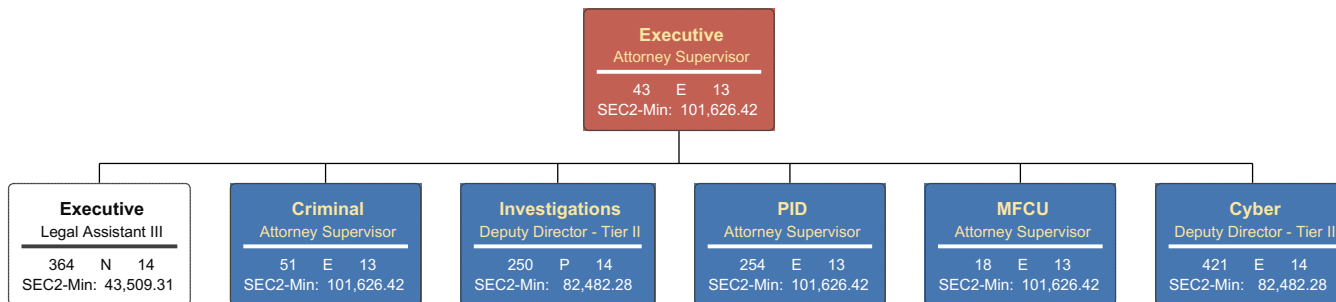 Executive
Attorney Supervisor
43 E 13
SEC2-Min: 101,626.42
Executive
Legal Assistant III
364 N 14
SEC2-Min: 43,509.31
Criminal
Attorney Supervisor
51 E 13
SEC2-Min: 101,626.42
Investigations
Deputy Director - Tier II
250 P 14
SEC2-Min: 82,482.28
PID
Attorney Supervisor
254 E 13
SEC2-Min: 101,626.42
MFCU
Attorney Supervisor
18 E 13
SEC2-Min: 101,626.42
Cyber
Deputy Director - Tier II
421 E 14
SEC2-Min: 82,488.28